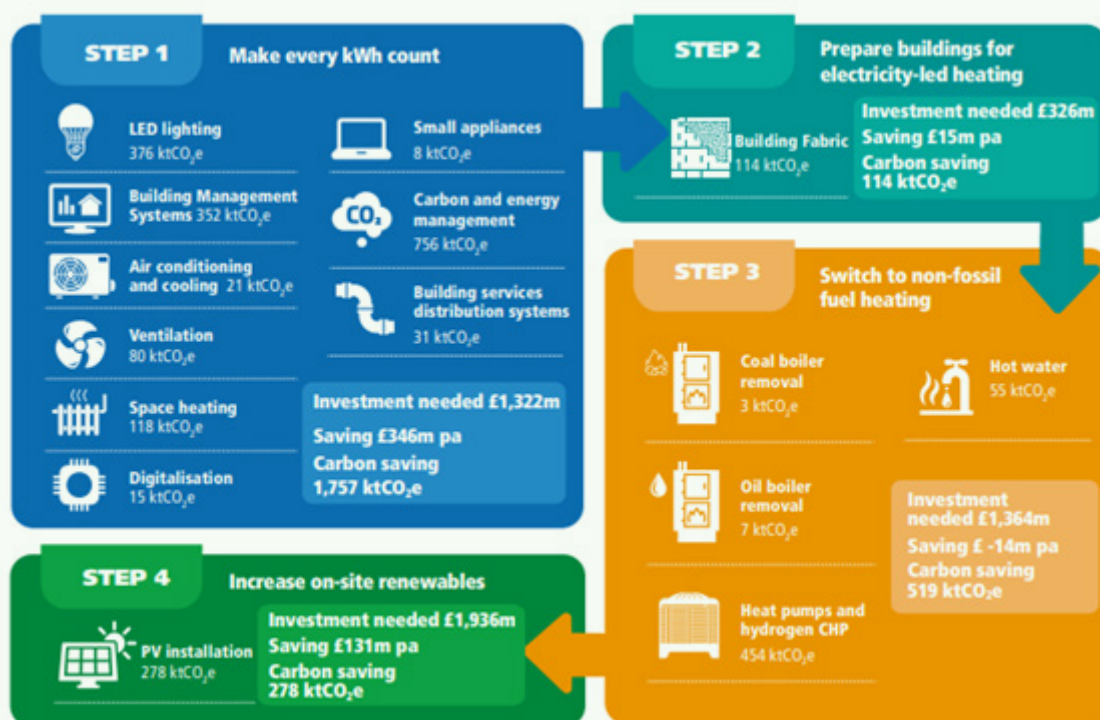 STEP 1
Make every kWh count
LED lighting
376 ktCO₂e
Building Management
Systems 352 ktCO₂e
Air conditioning
and cooling 21 ktCO₂e
Ventilation
80 ktCO₂e
Space heating
118 ktCO₂e
Digitalisation
15 ktCO₂e
Small appliances
8 ktCO₂e
CO₂
Carbon and energy
management
756 ktCO₂e
Building services
distribution systems
31 ktCO₂e
Investment needed £1,322m
Saving £346m pa
Carbon saving
1,757 ktCO₂e
STEP 2
Prepare buildings for
electricity-led heating
Building Fabric
114 ktCO₂e
Investment needed £326m
Saving £15m pa
Carbon saving
114 ktCO₂e
STEP 3
Switch to non-fossil
fuel heating
Coal boiler
removal
3 ktCO₂e
Oil boiler
removal
7 ktCO₂e
Heat pumps and
hydrogen CHP
454 ktCO₂e
Hot water
55 ktCO₂e
Investment
needed £1,364m
Saving £ -14m pa
Carbon saving
519 ktCO₂e
STEP 4
Increase on-site renewables
PV installation
278 ktCO₂e
Investment needed £1,936m
Saving £131m pa
Carbon saving
278 ktCO₂e